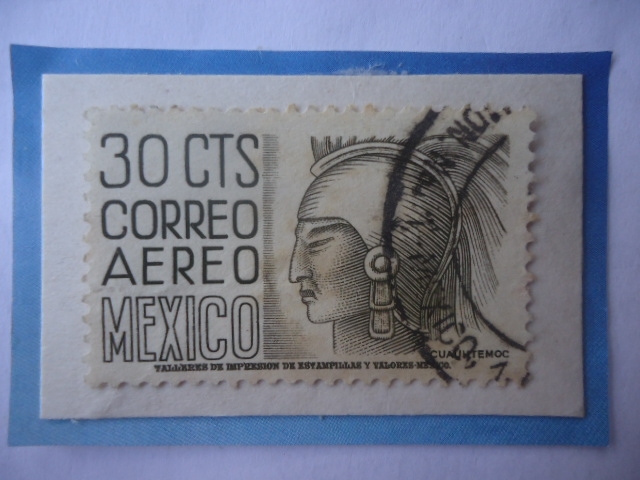 30 CTS
CORREO
AEREO
MEXICO
CUAUHTEMOC
TALLERES DE IMPRESION DE ESTAMPILLAS Y VALORES-MEXICO.